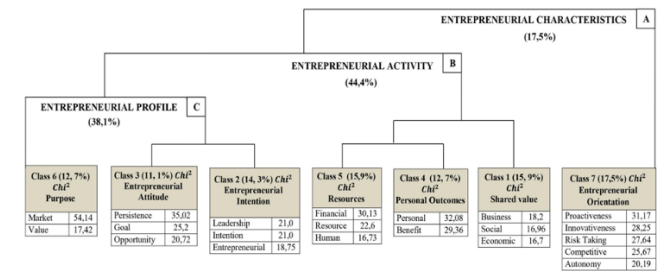 ENTREPRENEURIAL CHARACTERISTICS A
(17,5%)
ENTREPRENEURIAL ACTIVITY B
(44,4%)
ENTREPRENEURIAL PROFILE C
(38,1%)
Class 6 (12, 7%)
Chi²
Purpose
Market 54,14
Value 17,42
Class 3 (11, 1%) Chi²
Entrepreneurial
Attitude
Persistence 35,02
Goal 25,2
Opportunity 20,72
Class 2 (14, 3%) Chi²
Entrepreneurial
Intention
Leadership 21,0
Intention 21,0
Entrepreneurial 18,75
Class 5 (15,9%)
Chi²
Resources
Financial 30,13
Resource 22,6
Human 16,73
Class 4 (12, 7%)
Chi²
Personal Outcomes
Personal 32,08
Benefit 29,36
Class 1 (15, 9%)
Chi²
Shared value
Business 18,2
Social 16,96
Economic 16,7
Class 7 (17,5%) Chi²
Entrepreneurial
Orientation
Proactiveness 31,17
Innovativeness 28,25
Risk Taking 27,64
Competitive 25,67
Autonomy 20,19